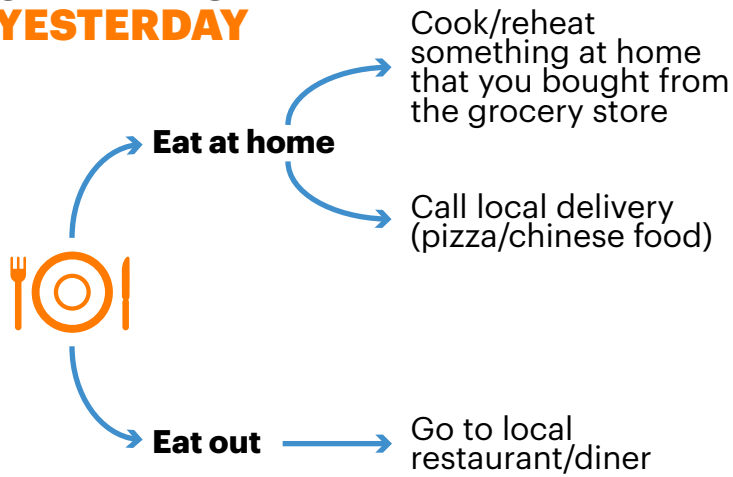 YESTERDAY
Cook/reheat
something at home
that you bought from
the grocery store
Eat at home
Call local delivery
(pizza/chinese food)
Eat out
Go to local
restaurant/diner